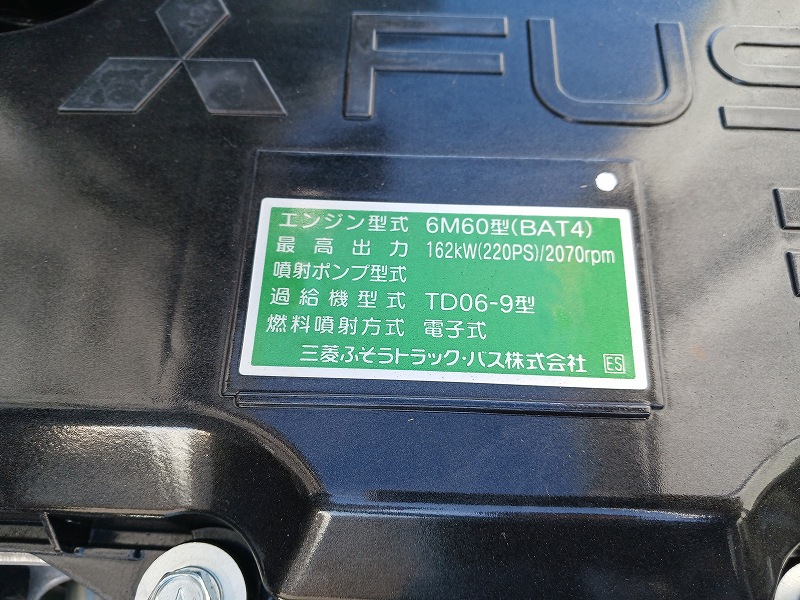 FUS
エンジン型式 6M60型(BAT4)
最高出力 162kW(220PS)/2070rpm
噴射ポンプ型式
過給機型式 TD06-9型
燃料噴射方式 電子式
三菱ふそうトラック・バス株式会社 ES